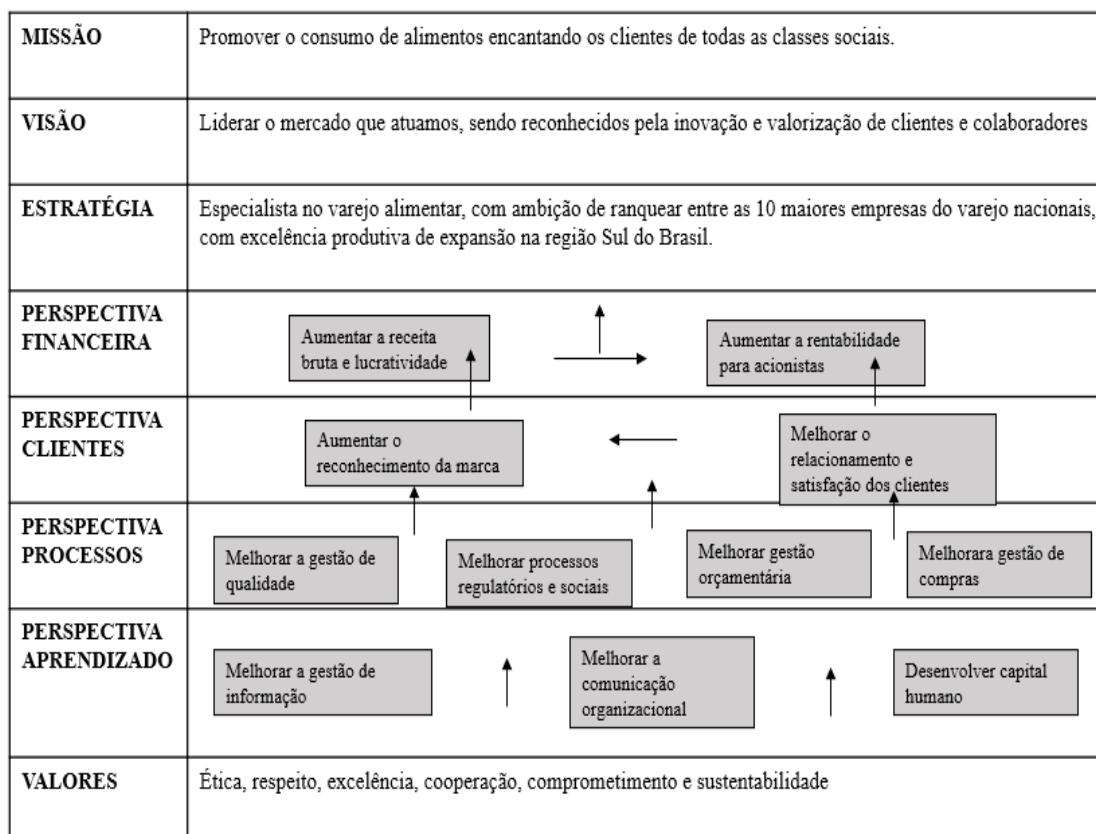 MISSÃO
Promover o consumo de alimentos encantando os clientes de todas as classes sociais.
VISÃO
Liderar o mercado que atuamos, sendo reconhecidos pela inovação e valorização de clientes e colaboradores
ESTRATÉGIA
Especialista no varejo alimentar, com ambição de ranquear entre as 10 maiores empresas do varejo nacionais,
com excelência produtiva de expansão na região Sul do Brasil.
PERSPECTIVA
FINANCEIRA
Aumentar a receita
bruta e lucratividade
Aumentar a rentabilidade
para acionistas
PERSPECTIVA
CLIENTES
Aumentar o
reconhecimento da marca
Melhorar o
relacionamento e
satisfação dos clientes
PERSPECTIVA
PROCESSOS
Melhorar a gestão de
qualidade
Melhorar processos
regulatórios e sociais
Melhorar gestão
orçamentária
Melhorara gestão de
compras
PERSPECTIVA
APRENDIZADO
Melhorar a gestão de
informação
Melhorar a
comunicação
organizacional
Desenvolver capital
humano
VALORES
Ética, respeito, excelência, cooperação, comprometimento e sustentabilidade